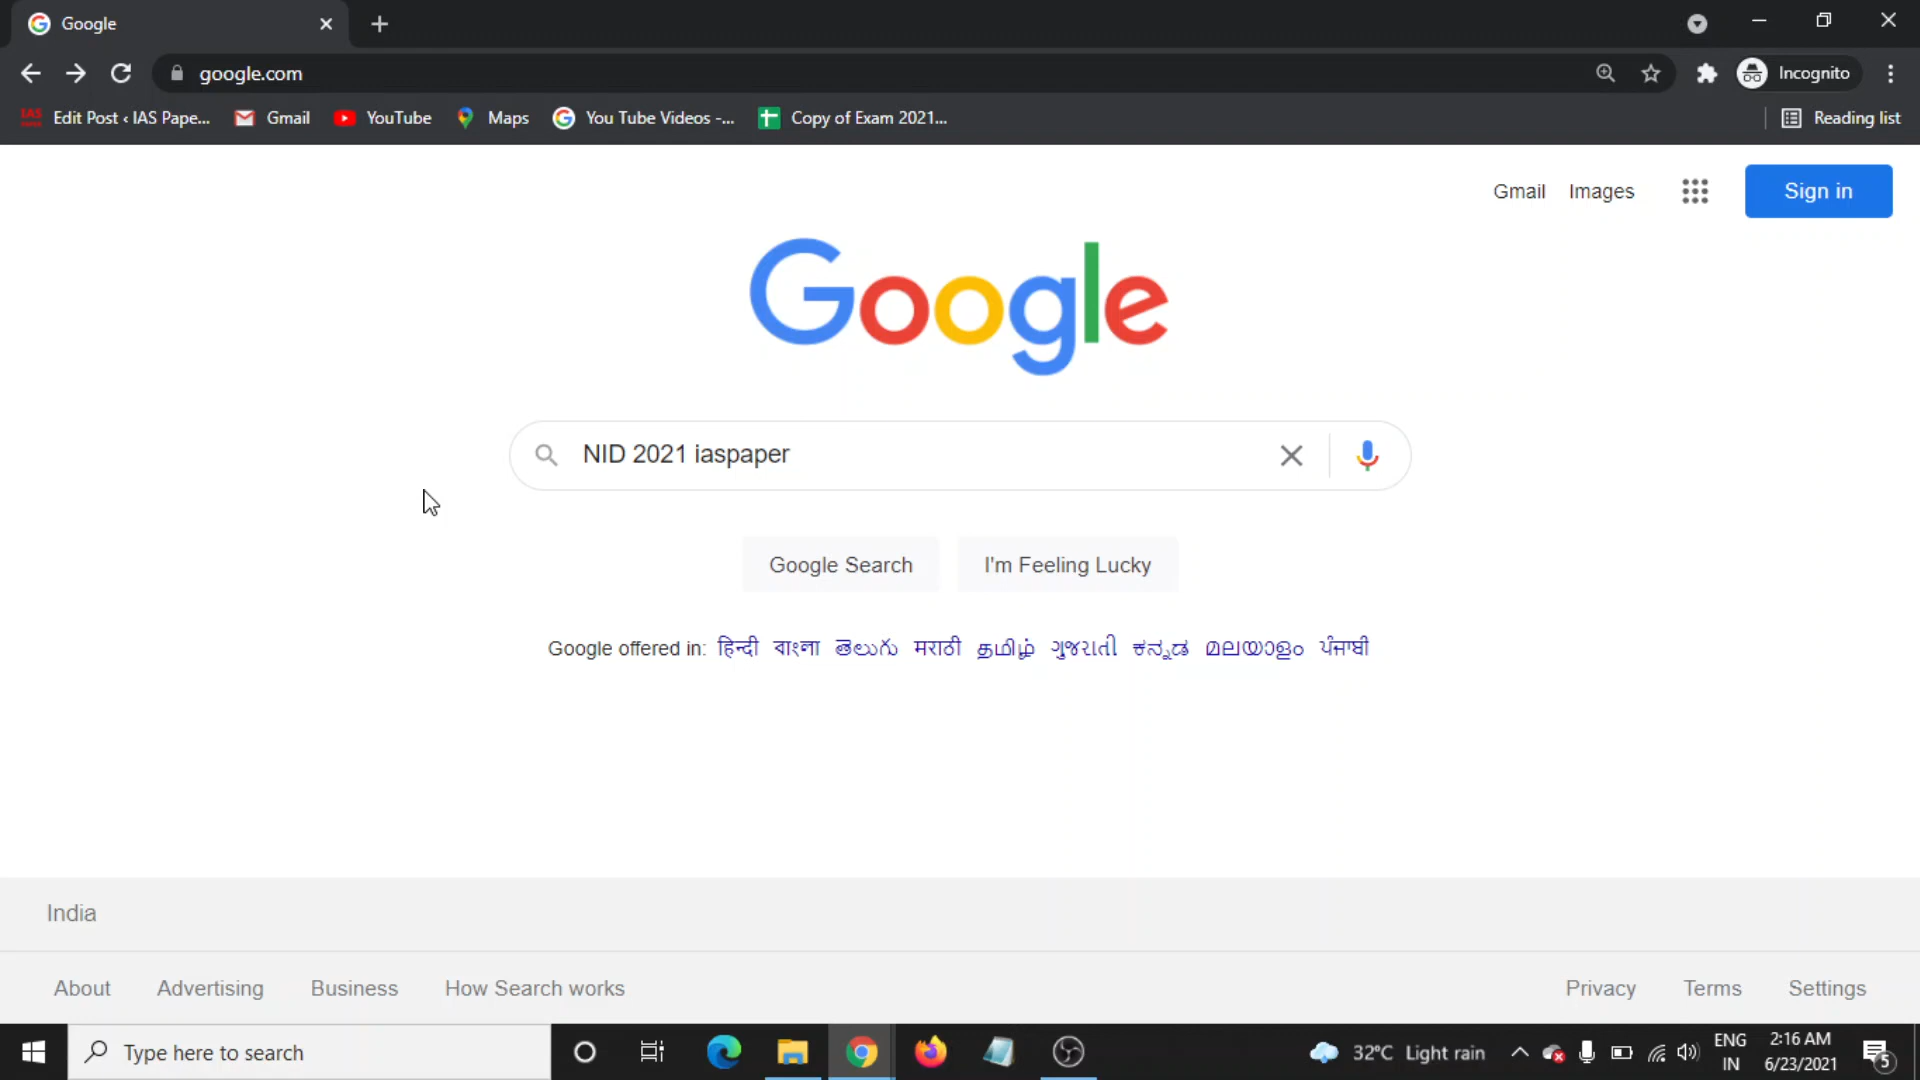 Google
google.com
Incognito
IAS Edit Post ‹ IAS Pape... Gmail YouTube Maps You Tube Videos -... Copy of Exam 2021... Reading list
Gmail Images Sign in
Google
NID 2021 iaspaper
Google Search I'm Feeling Lucky
Google offered in: हिन्दी বাংলা తెలుగు मराठी தமிழ் ગુજરાતી ಕನ್ನಡ മലയാളം ਪੰਜਾਬੀ
India
About Advertising Business How Search works Privacy Terms Settings
Type here to search 32°C Light rain ENG 2:16 AM
IN 6/23/2021 5